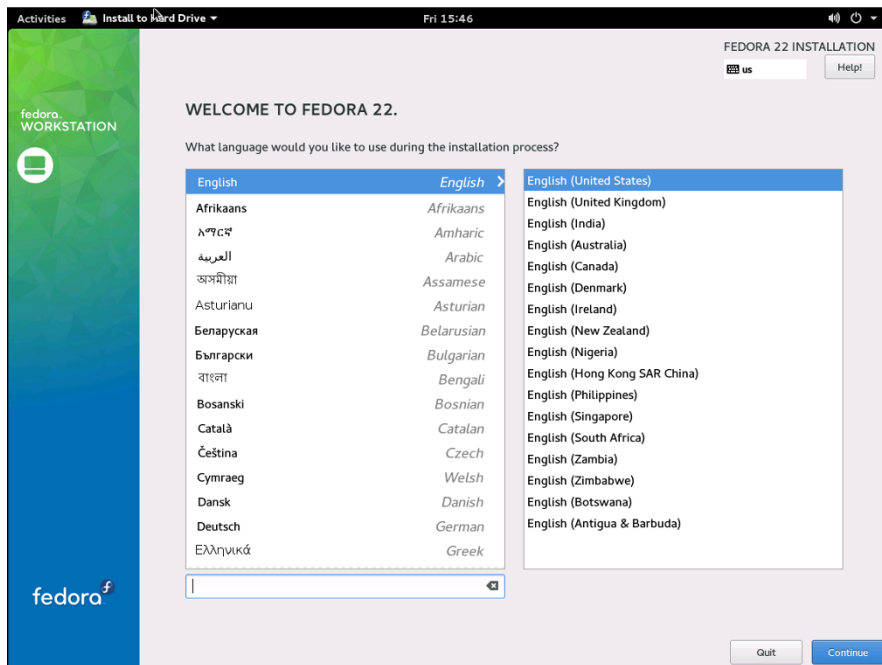 Activities Install to Hard Drive Fri 15:46
FEDORA 22 INSTALLATION
us Help!
fedora
WORKSTATION
WELCOME TO FEDORA 22.
What language would you like to use during the installation process?
English English
Afrikaans Afrikaans
አማርኛ Amharic
العربية Arabic
অসমীয়া Assamese
Asturianu Asturian
Беларуская Belarusian
Български Bulgarian
বাংলা Bengali
Bosanski Bosnian
Català Catalan
Čeština Czech
Cymraeg Welsh
Dansk Danish
Deutsch German
Ελληνικά Greek
English (United States)
English (United Kingdom)
English (India)
English (Australia)
English (Canada)
English (Denmark)
English (Ireland)
English (New Zealand)
English (Nigeria)
English (Hong Kong SAR China)
English (Philippines)
English (Singapore)
English (South Africa)
English (Zambia)
English (Zimbabwe)
English (Botswana)
English (Antigua & Barbuda)
fedora
Quit Continue